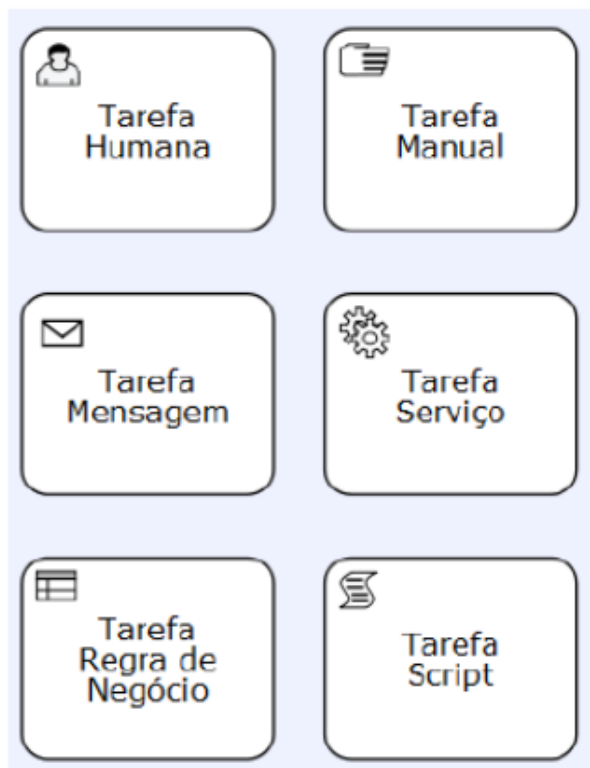 Tarefa
Humana
Tarefa
Manual
Tarefa
Mensagem
Tarefa
Serviço
Tarefa
Regra de
Negócio
Tarefa
Script